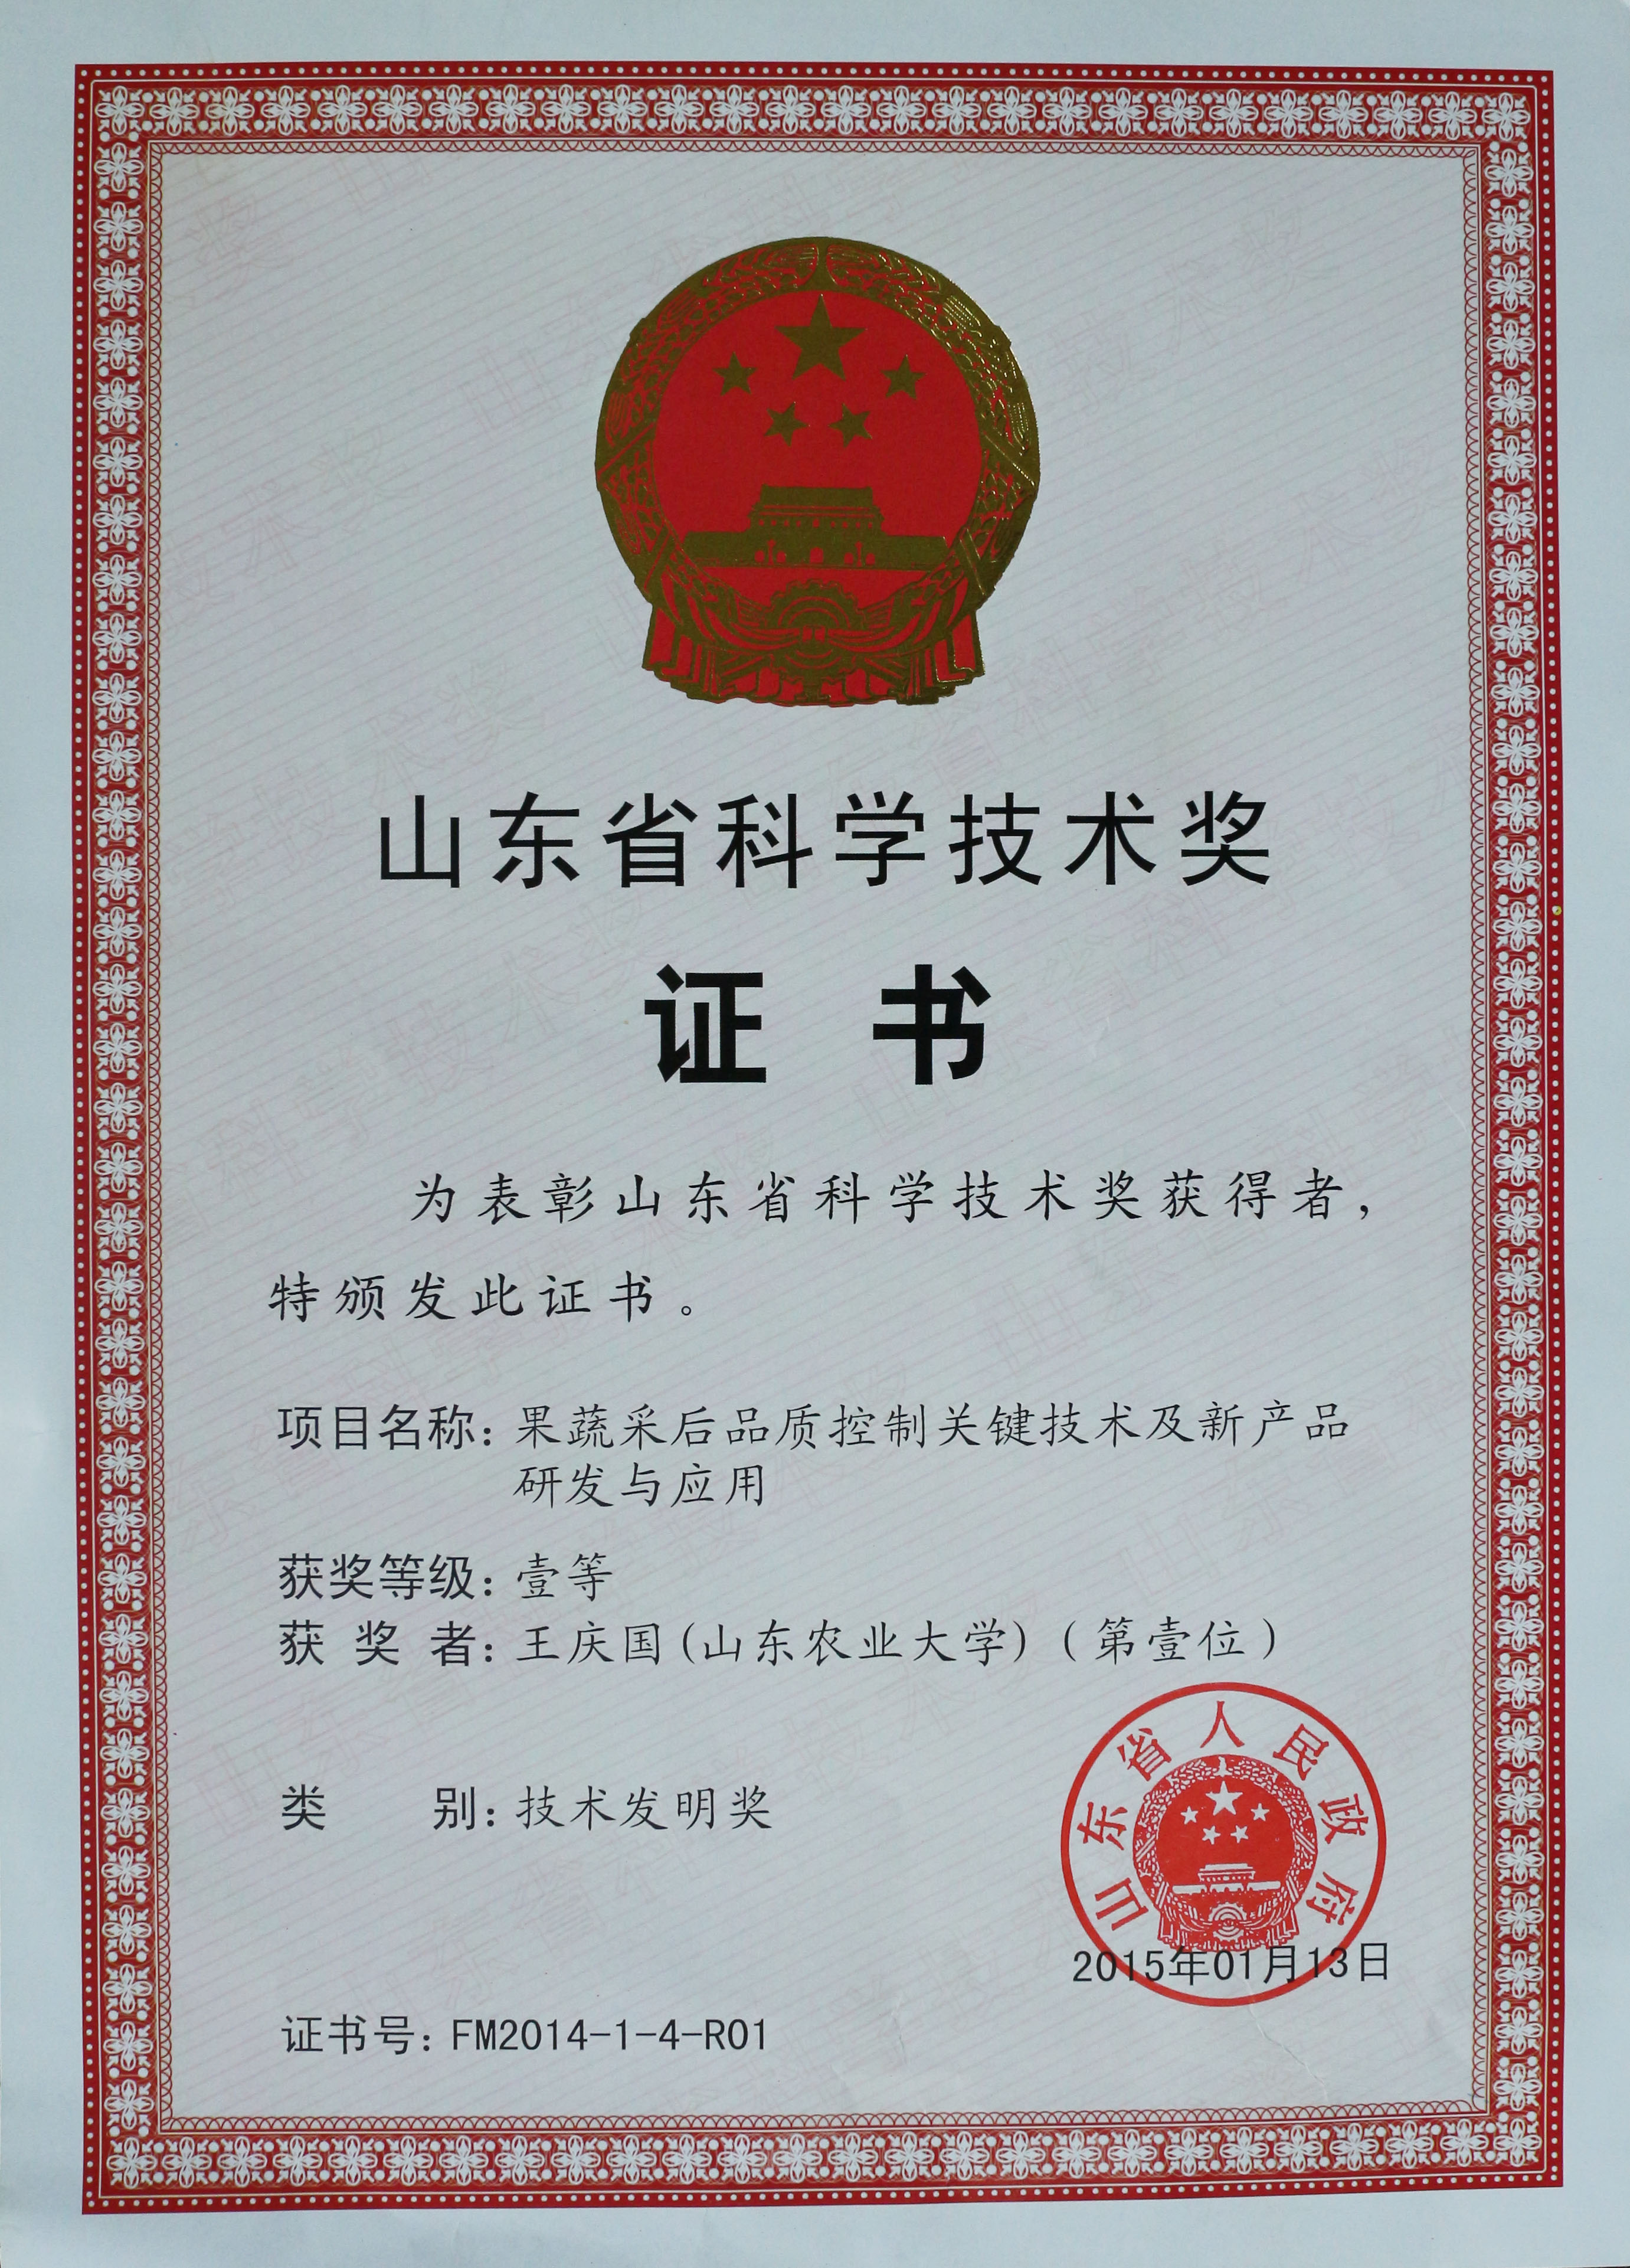 山东省科学技术奖
证书
为表彰山东省科学技术奖获得者，
特颁发此证书。
项目名称：果蔬采后品质控制关键技术及新产品
研发与应用
获奖等级：壹等
获奖者：王庆国(山东农业大学)（第壹位）
类别：技术发明奖
山东省人民政府
2015年01月13日
证书号：FM2014-1-4-R01